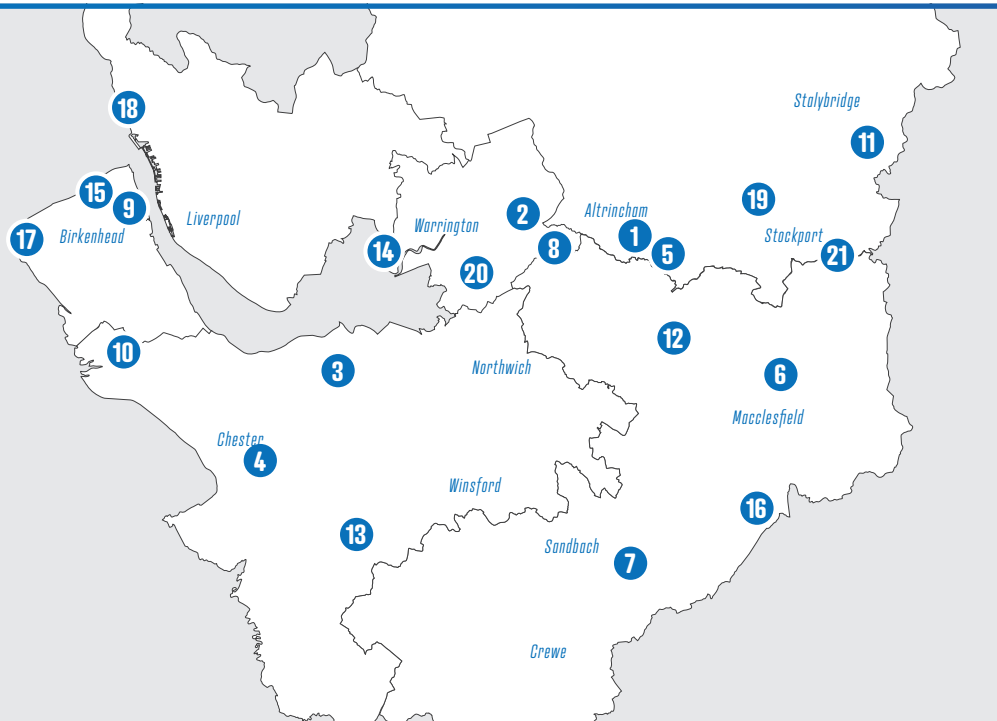 Stalybridge
18
11
15
9
19
Liverpool
2
Altrincham
Warrington
1
Birkenhead
17
14
8
5
Stockport
21
20
10
12
3
Northwich
6
Macclesfield
Chester
4
Winsford
16
13
Sandbach
7
Crewe